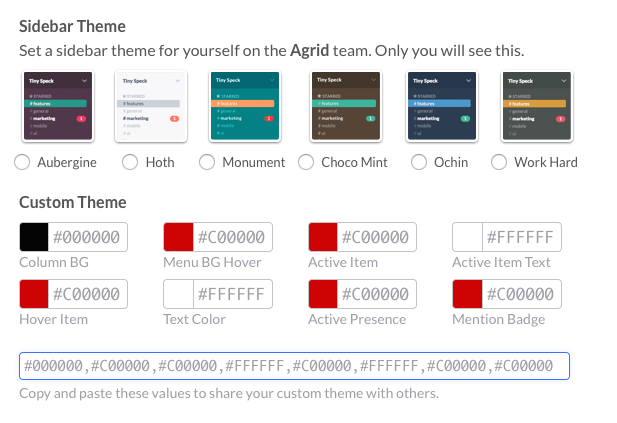 Sidebar Theme
Set a sidebar theme for yourself on the Agrid team. Only you will see this.
Tiny Speck Tiny Speck Tiny Speck Tiny Speck Tiny Speck Tiny Speck
★ STARRED ★ STARRED ★ STARRED ★ STARRED ★ STARRED ★ STARRED
# features # features # features # features # features # features
# general # general # general # general # general # general
# marketing 1 # marketing 1 # marketing 1 # marketing 1 # marketing 1 # marketing 1
# mobile # mobile # mobile # mobile # mobile # mobile
# ui # ui # ui # ui # ui # ui
Aubergine Hoth Monument Choco Mint Ochin Work Hard
Custom Theme
#000000 #C00000 #C00000 #FFFFFF
Column BG Menu BG Hover Active Item Active Item Text
#C00000 #FFFFFF #C00000 #C00000
Hover Item Text Color Active Presence Mention Badge
#000000,#C00000,#C00000,#FFFFFF,#C00000,#FFFFFF,#C00000,#C00000
Copy and paste these values to share your custom theme with others.